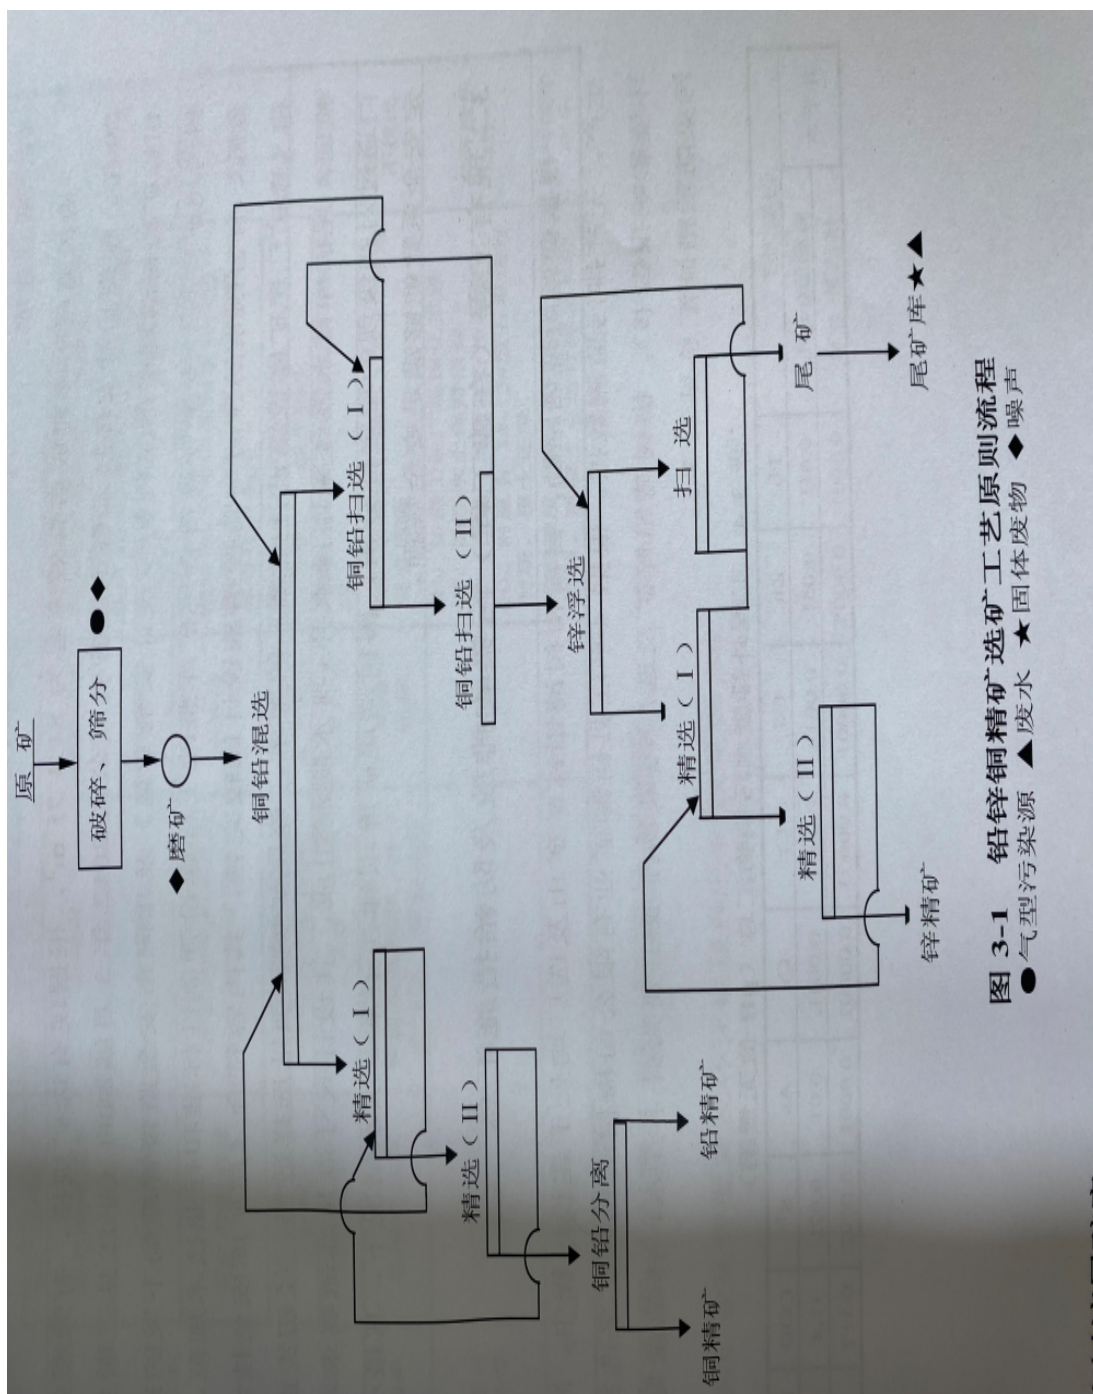 原 矿
破碎、筛分
●◆
◆磨矿
铜铅混选
精选（I）
铜铅扫选（I）
精选（II）
铜铅扫选（II）
铜铅分离
锌浮选
铜精矿
铅精矿
精选（I）
扫 选
精选（II）
尾 矿
锌精矿
尾矿库★▲
图 3-1 铅锌铜精矿选矿工艺原则流程
●气型污染源 ▲废水 ★固体废物 ◆噪声